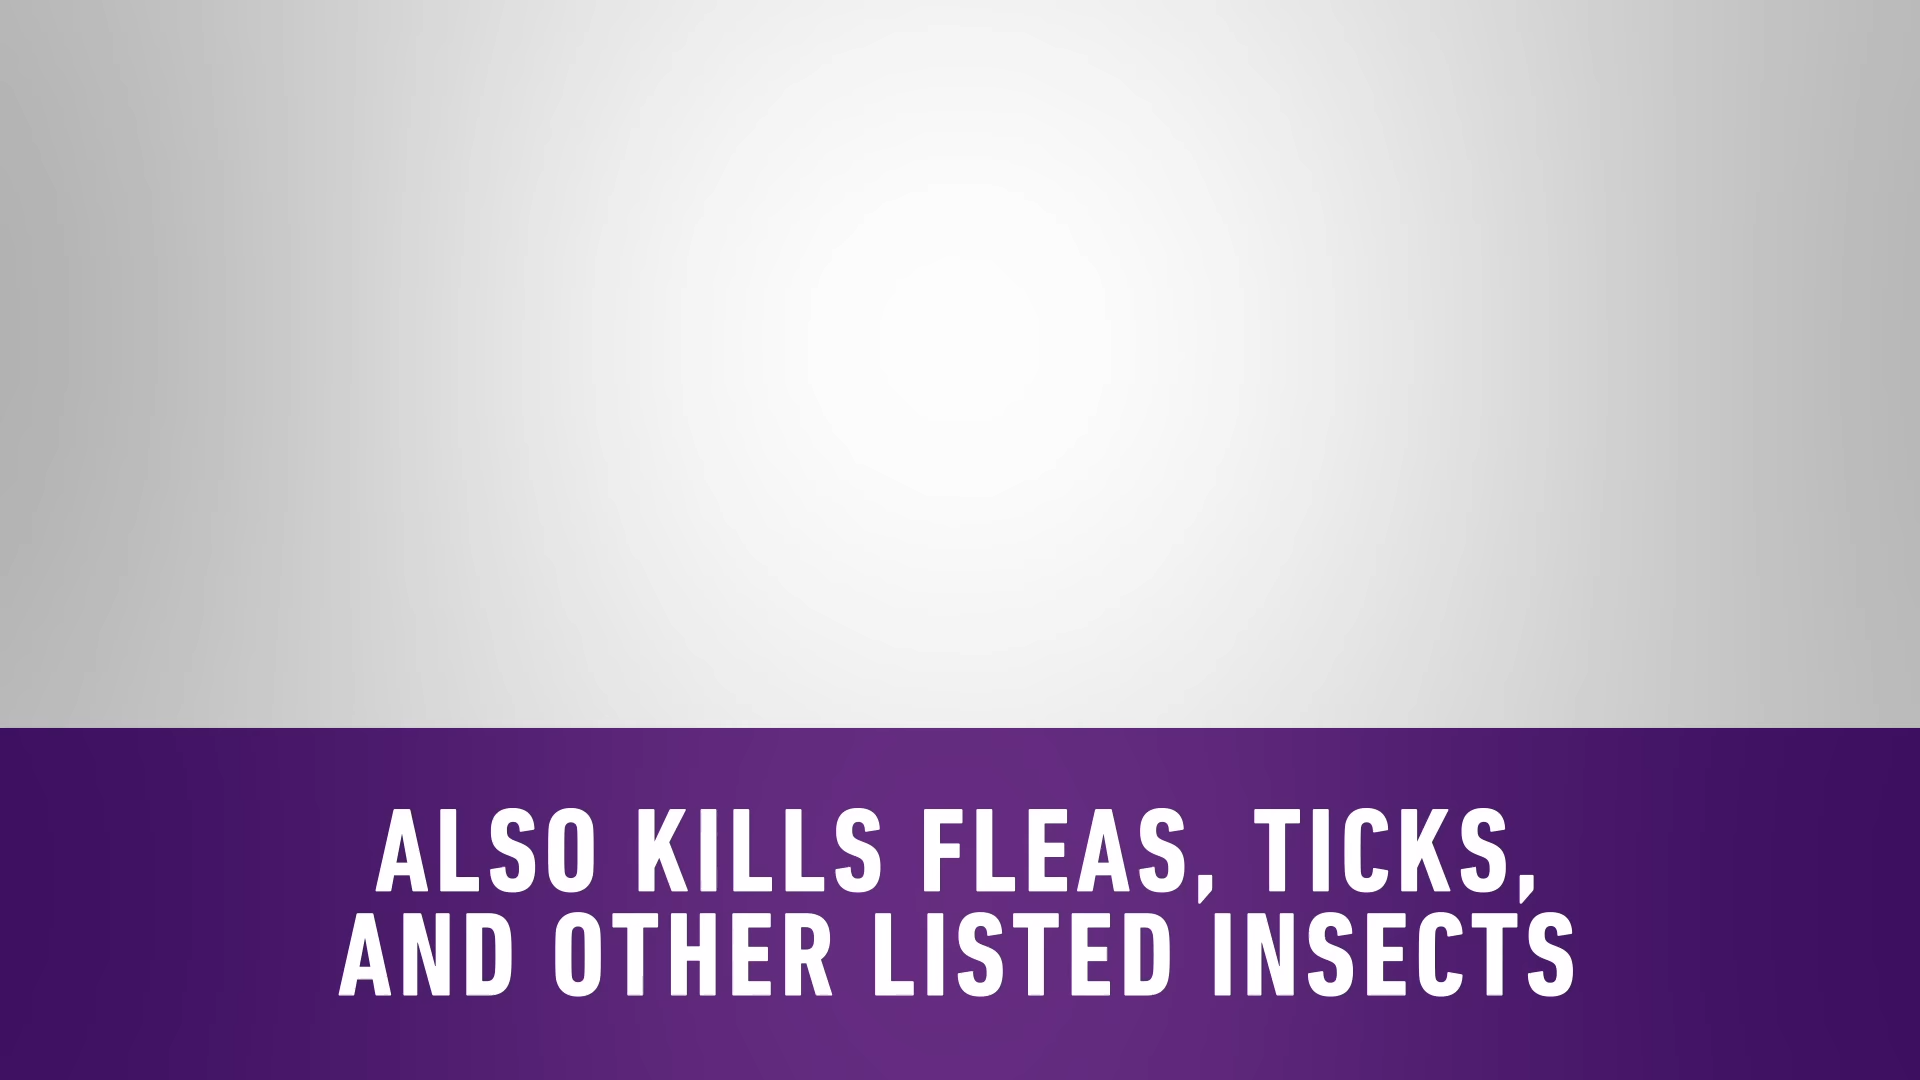 ALSO KILLS FLEAS, TICKS,
AND OTHER LISTED INSECTS